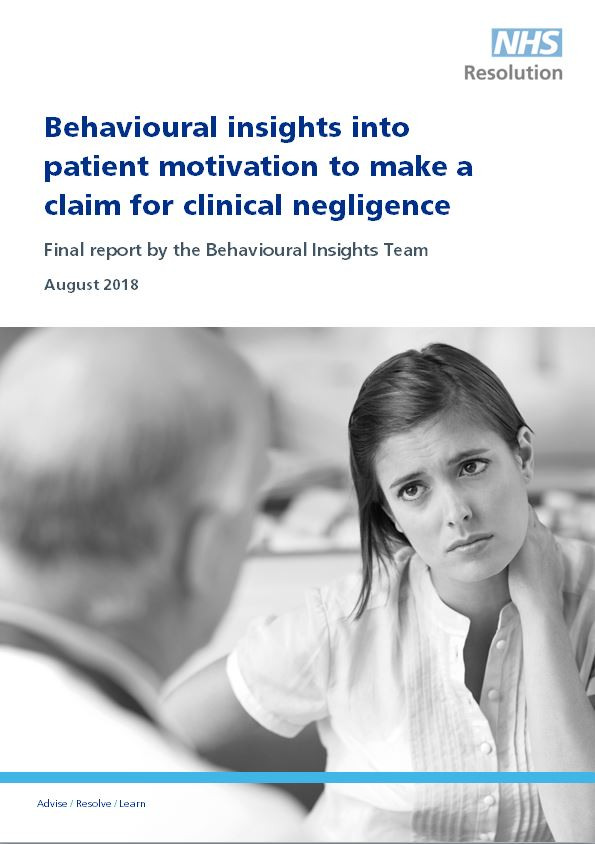 NHS
Resolution
Behavioural insights into
patient motivation to make a
claim for clinical negligence
Final report by the Behavioural Insights Team
August 2018
Advise / Resolve / Learn